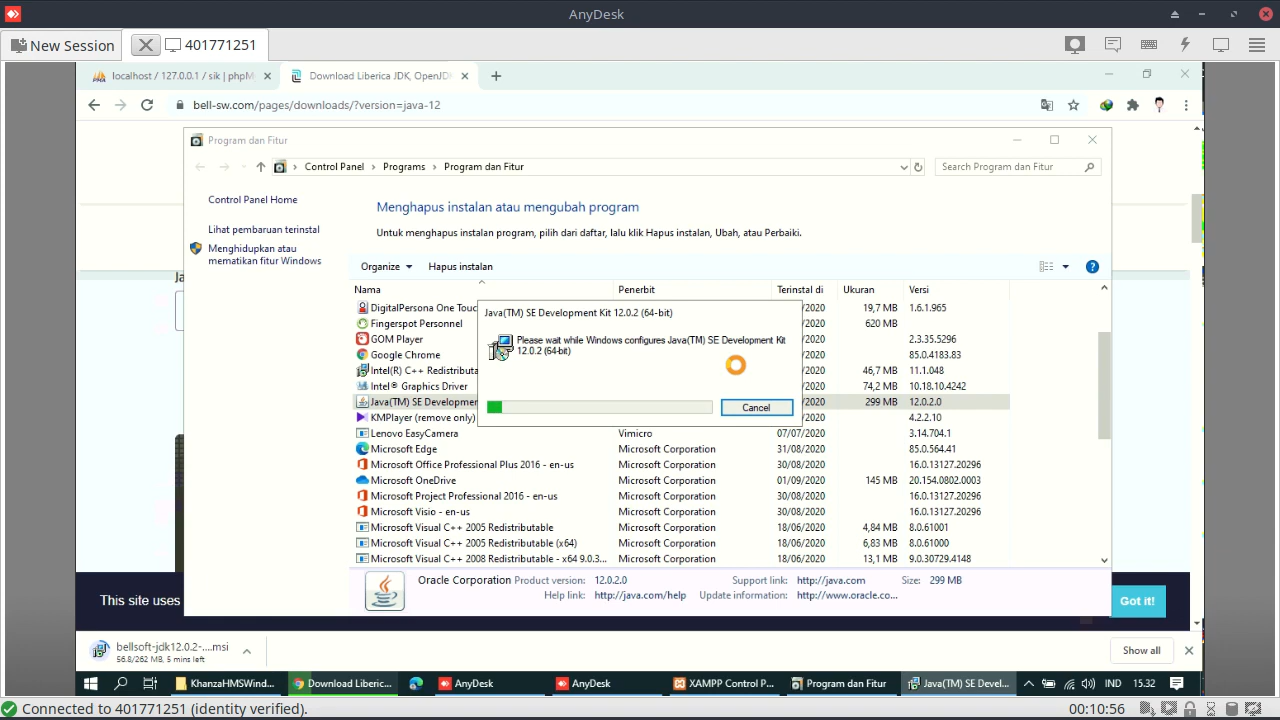 AnyDesk
New Session
401771251
localhost / 127.0.0.1 / sik | phpM
Download Liberica JDK, OpenJD
bell-sw.com/pages/downloads/?version=java-12
Program dan Fitur
Control Panel > Programs > Program dan Fitur
Search Program dan Fitur
Control Panel Home
Lihat pembaruan terinstal
Menghidupkan atau
mematikan fitur Windows
Menghapus instalan atau mengubah program
Untuk menghapus instalan program, pilih dari daftar, lalu klik Hapus instalan, Ubah, atau Perbaiki.
Organize
Hapus instalan
Nama Penerbit Terinstal di Ukuran Versi
DigitalPersona One Touc /2020 19,7 MB 1.6.1.965
Fingerspot Personnel /2020 620 MB
GOM Player /2020 2.3.35.5296
Google Chrome /2020 85.0.4183.83
Intel(R) C++ Redistributa /2020 46,7 MB 11.1.048
Intel® Graphics Driver /2020 74,2 MB 10.18.10.4242
Java(TM) SE Developmer /2020 299 MB 12.0.2.0
KMPlayer (remove only) /2020 4.2.2.10
Lenovo EasyCamera Vimicro 07/07/2020 3.14.704.1
Microsoft Edge Microsoft Corporation 31/08/2020 85.0.564.41
Microsoft Office Professional Plus 2016 - en-us Microsoft Corporation 30/08/2020 16.0.13127.20296
Microsoft OneDrive Microsoft Corporation 01/09/2020 145 MB 20.154.0802.0003
Microsoft Project Professional 2016 - en-us Microsoft Corporation 30/08/2020 16.0.13127.20296
Microsoft Visio - en-us Microsoft Corporation 30/08/2020 16.0.13127.20296
Microsoft Visual C++ 2005 Redistributable Microsoft Corporation 18/06/2020 4,84 MB 8.0.61001
Microsoft Visual C++ 2005 Redistributable (x64) Microsoft Corporation 18/06/2020 6,83 MB 8.0.61000
Microsoft Visual C++ 2008 Redistributable - x64 9.0.3... Microsoft Corporation 18/06/2020 13,1 MB 9.0.30729.4148
Java(TM) SE Development Kit 12.0.2 (64-bit)
Please wait while Windows configures Java(TM) SE Development Kit
12.0.2 (64-bit)
Cancel
Oracle Corporation Product version: 12.0.2.0 Support link: http://java.com Size: 299 MB
Help link: http://java.com/help Update information: http://www.oracle.co...
Ja
This site uses
Got it!
bellsoft-jdk12.0.2-....msi
56.8/262 MB, 5 mins left
Show all
KhanzaHMSWind...
Download Liberic...
AnyDesk
AnyDesk
XAMPP Control P...
Program dan Fitur
Java(TM) SE Devel...
IND
15.32
Connected to 401771251 (identity verified).
00:10:56